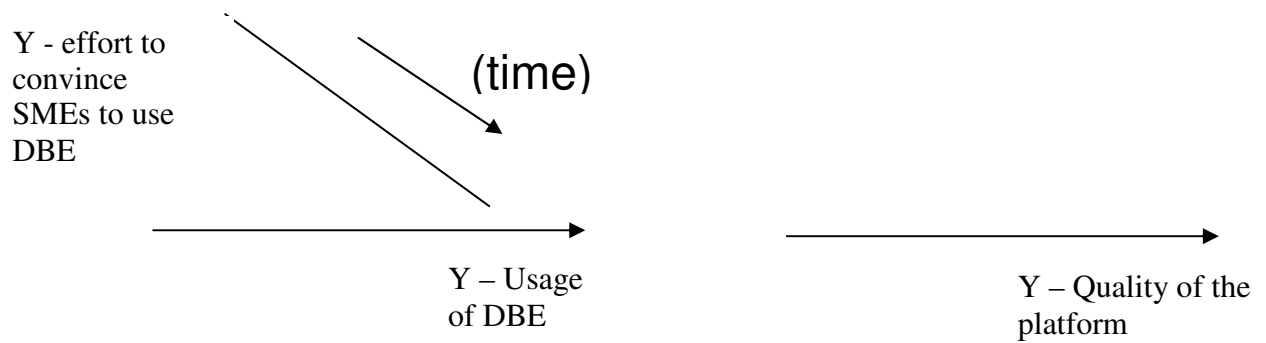 Y - effort to
convince
SMEs to use
DBE
(time)
Y – Usage
of DBE
Y – Quality of the
platform